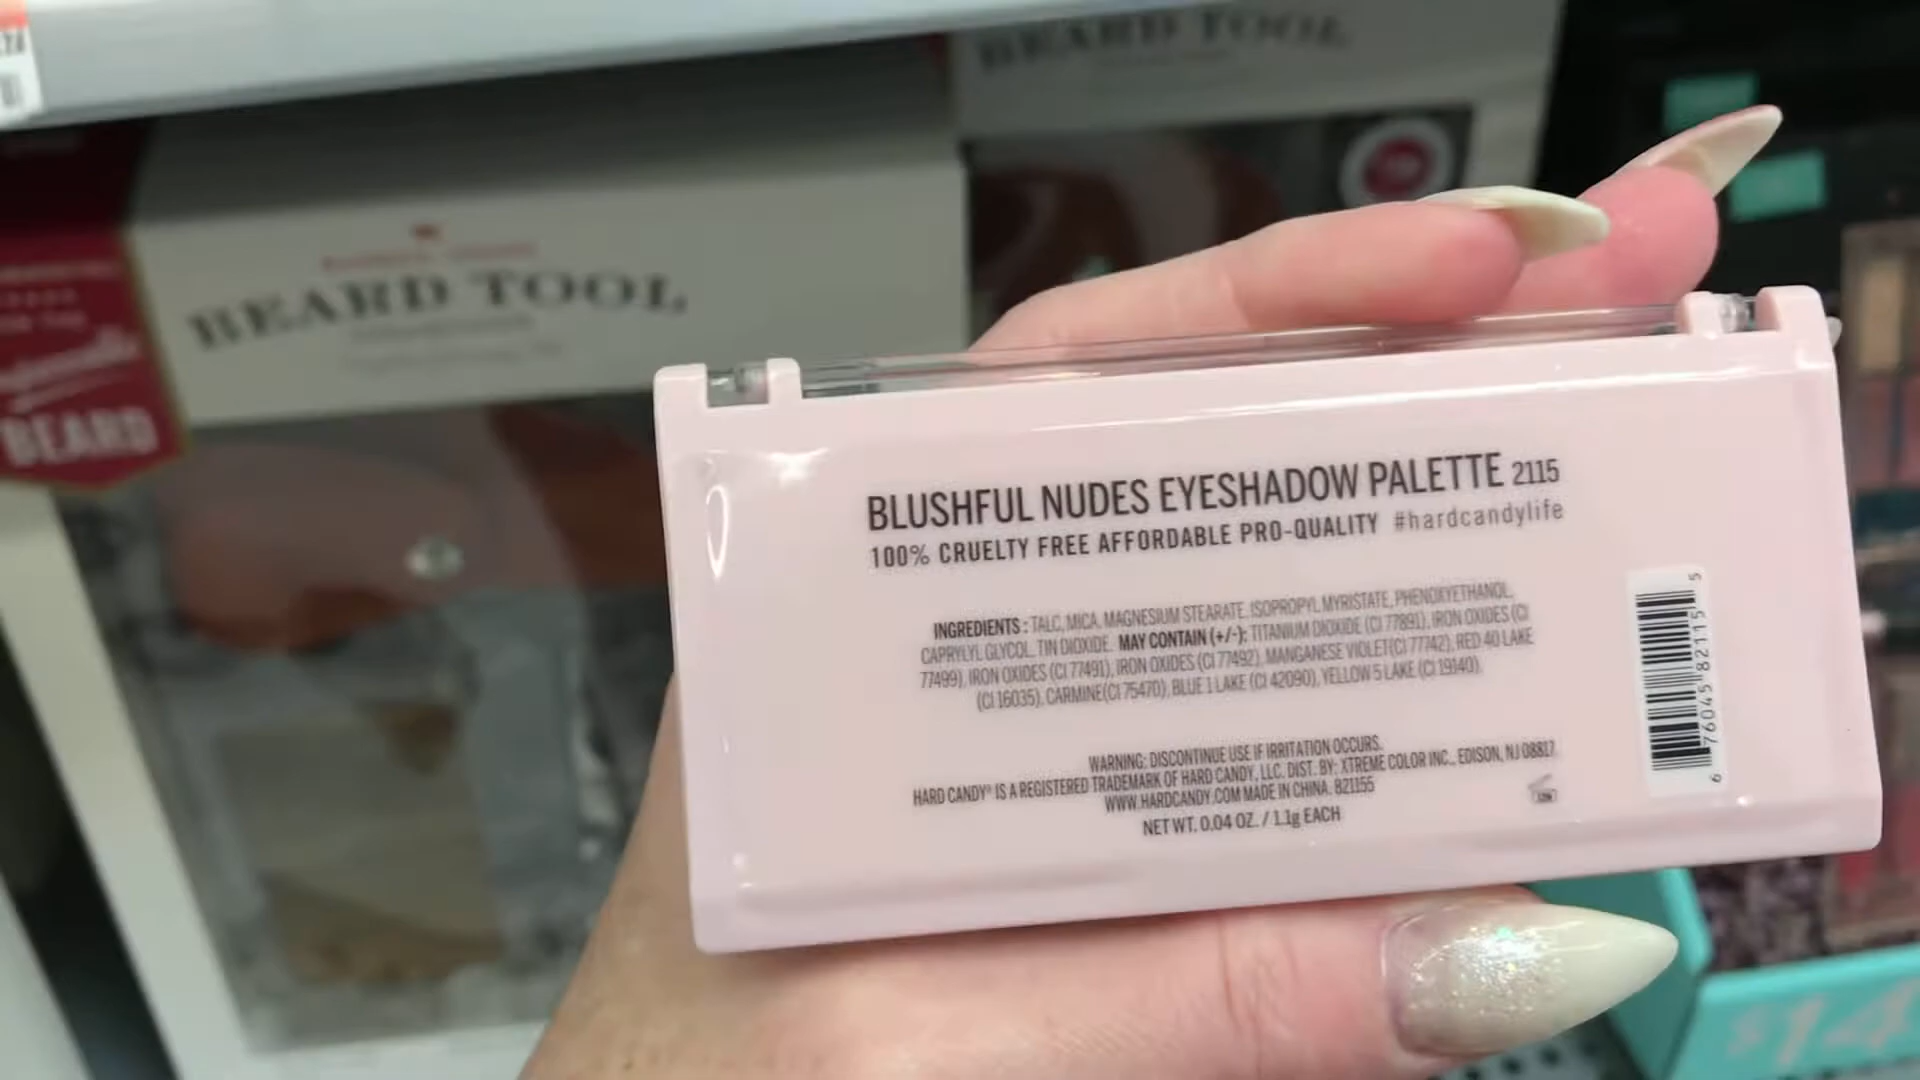 BEARD TOOL
BEARD TOOL
BEARD
BLUSHFUL NUDES EYESHADOW PALETTE 2115
100% CRUELTY FREE AFFORDABLE PRO-QUALITY #hardcandylife
INGREDIENTS : TALC, MICA, MAGNESIUM STEARATE, ISOPROPYL MYRISTATE, PHENOXYETHANOL,
CAPRYLYL GLYCOL, TIN DIOXIDE. MAY CONTAIN (+/-): TITANIUM DIOXIDE (CI 77891), IRON OXIDES (CI
77499), IRON OXIDES (CI 77491), IRON OXIDES (CI 77492), MANGANESE VIOLET(CI 77742), RED 40 LAKE
(CI 16035), CARMINE(CI 75470), BLUE 1 LAKE (CI 42090), YELLOW 5 LAKE (CI 19140).
WARNING: DISCONTINUE USE IF IRRITATION OCCURS.
HARD CANDY® IS A REGISTERED TRADEMARK OF HARD CANDY, LLC. DIST. BY: XTREME COLOR INC., EDISON, NJ 08817.
WWW.HARDCANDY.COM MADE IN CHINA. 821155
NET WT. 0.04 OZ. / 1.1g EACH
6 76045 82115 5
$14